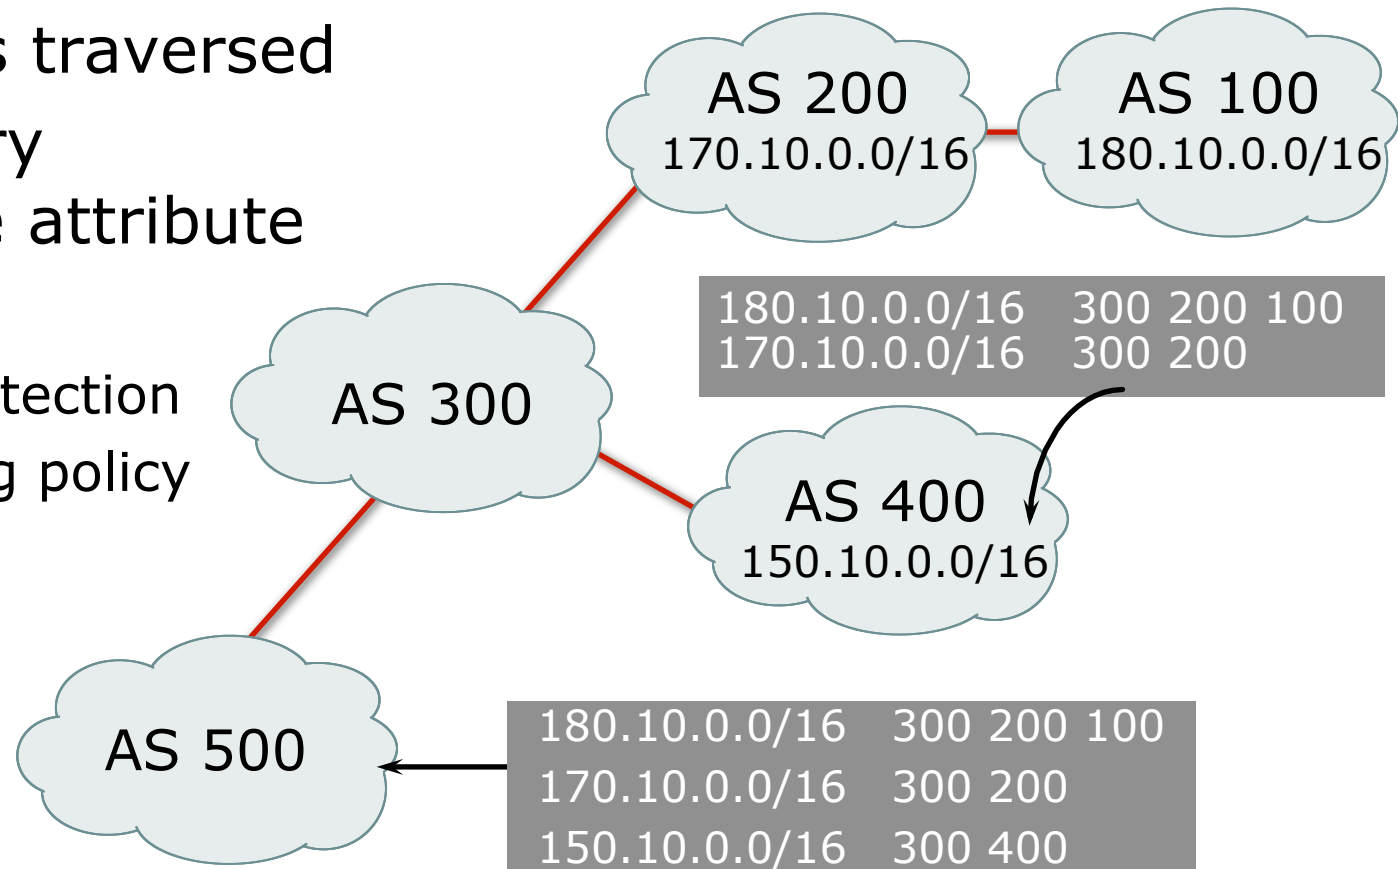 s traversed
ry
e attribute
tection
g policy
AS 200
170.10.0.0/16
AS 100
180.10.0.0/16
180.10.0.0/16 300 200 100
170.10.0.0/16 300 200
AS 300
AS 400
150.10.0.0/16
AS 500
180.10.0.0/16 300 200 100
170.10.0.0/16 300 200
150.10.0.0/16 300 400